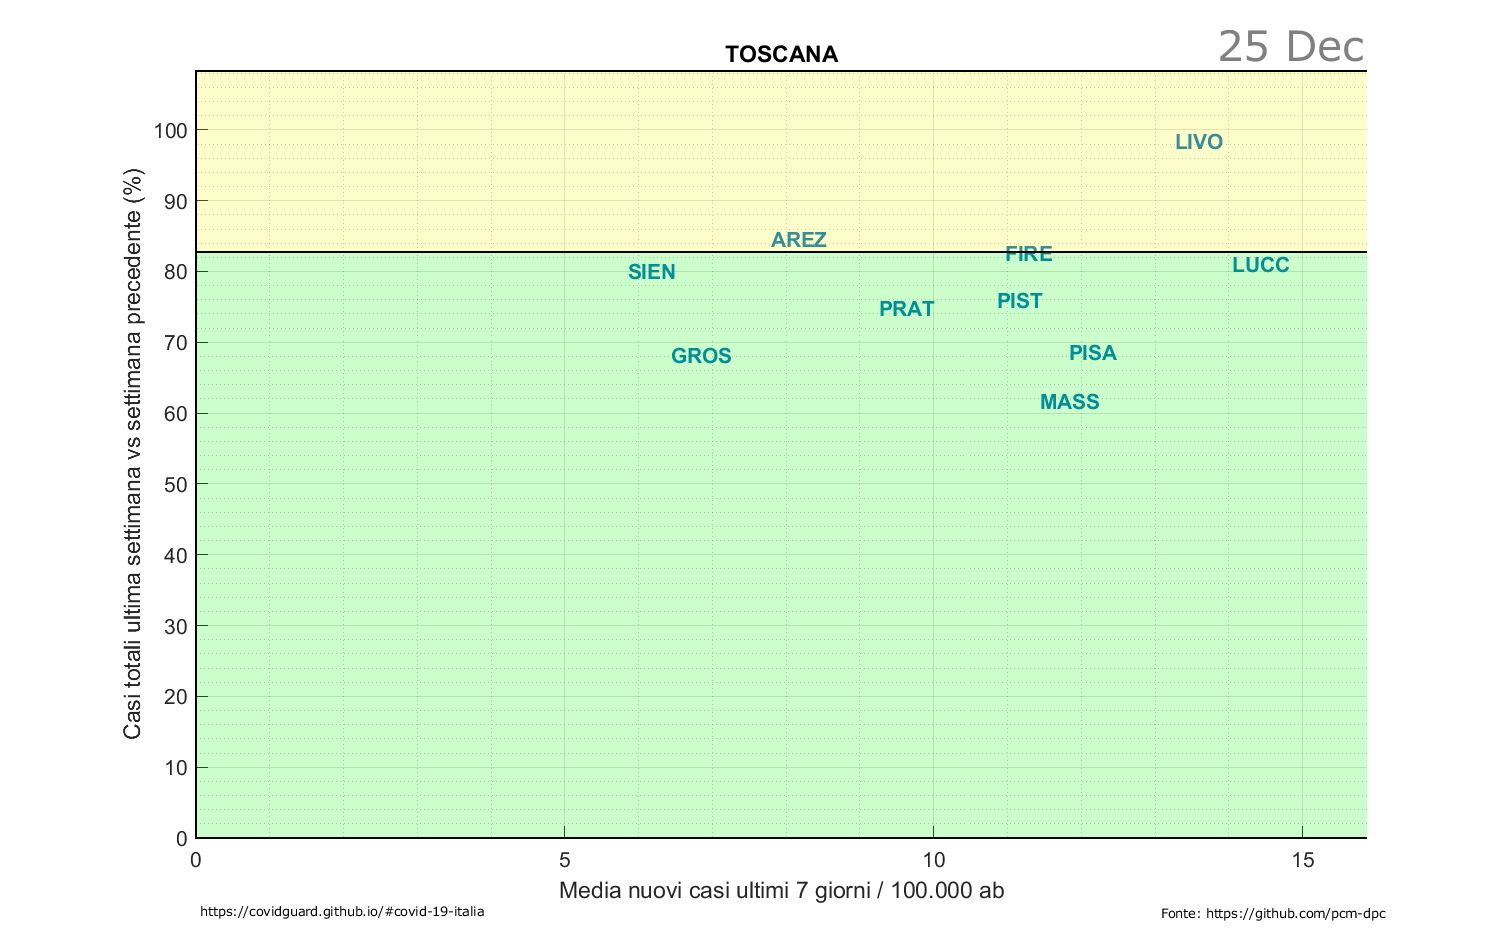 25 Dec
TOSCANA
Casi totali ultima settimana vs settimana precedente (%)
100
90
80
70
60
50
40
30
20
10
0
LIVO
AREZ
FIRE
LUCC
SIEN
PIST
PRAT
PISA
GROS
MASS
0 5 10 15
Media nuovi casi ultimi 7 giorni / 100.000 ab
https://covidguard.github.io/#covid-19-italia
Fonte: https://github.com/pcm-dpc